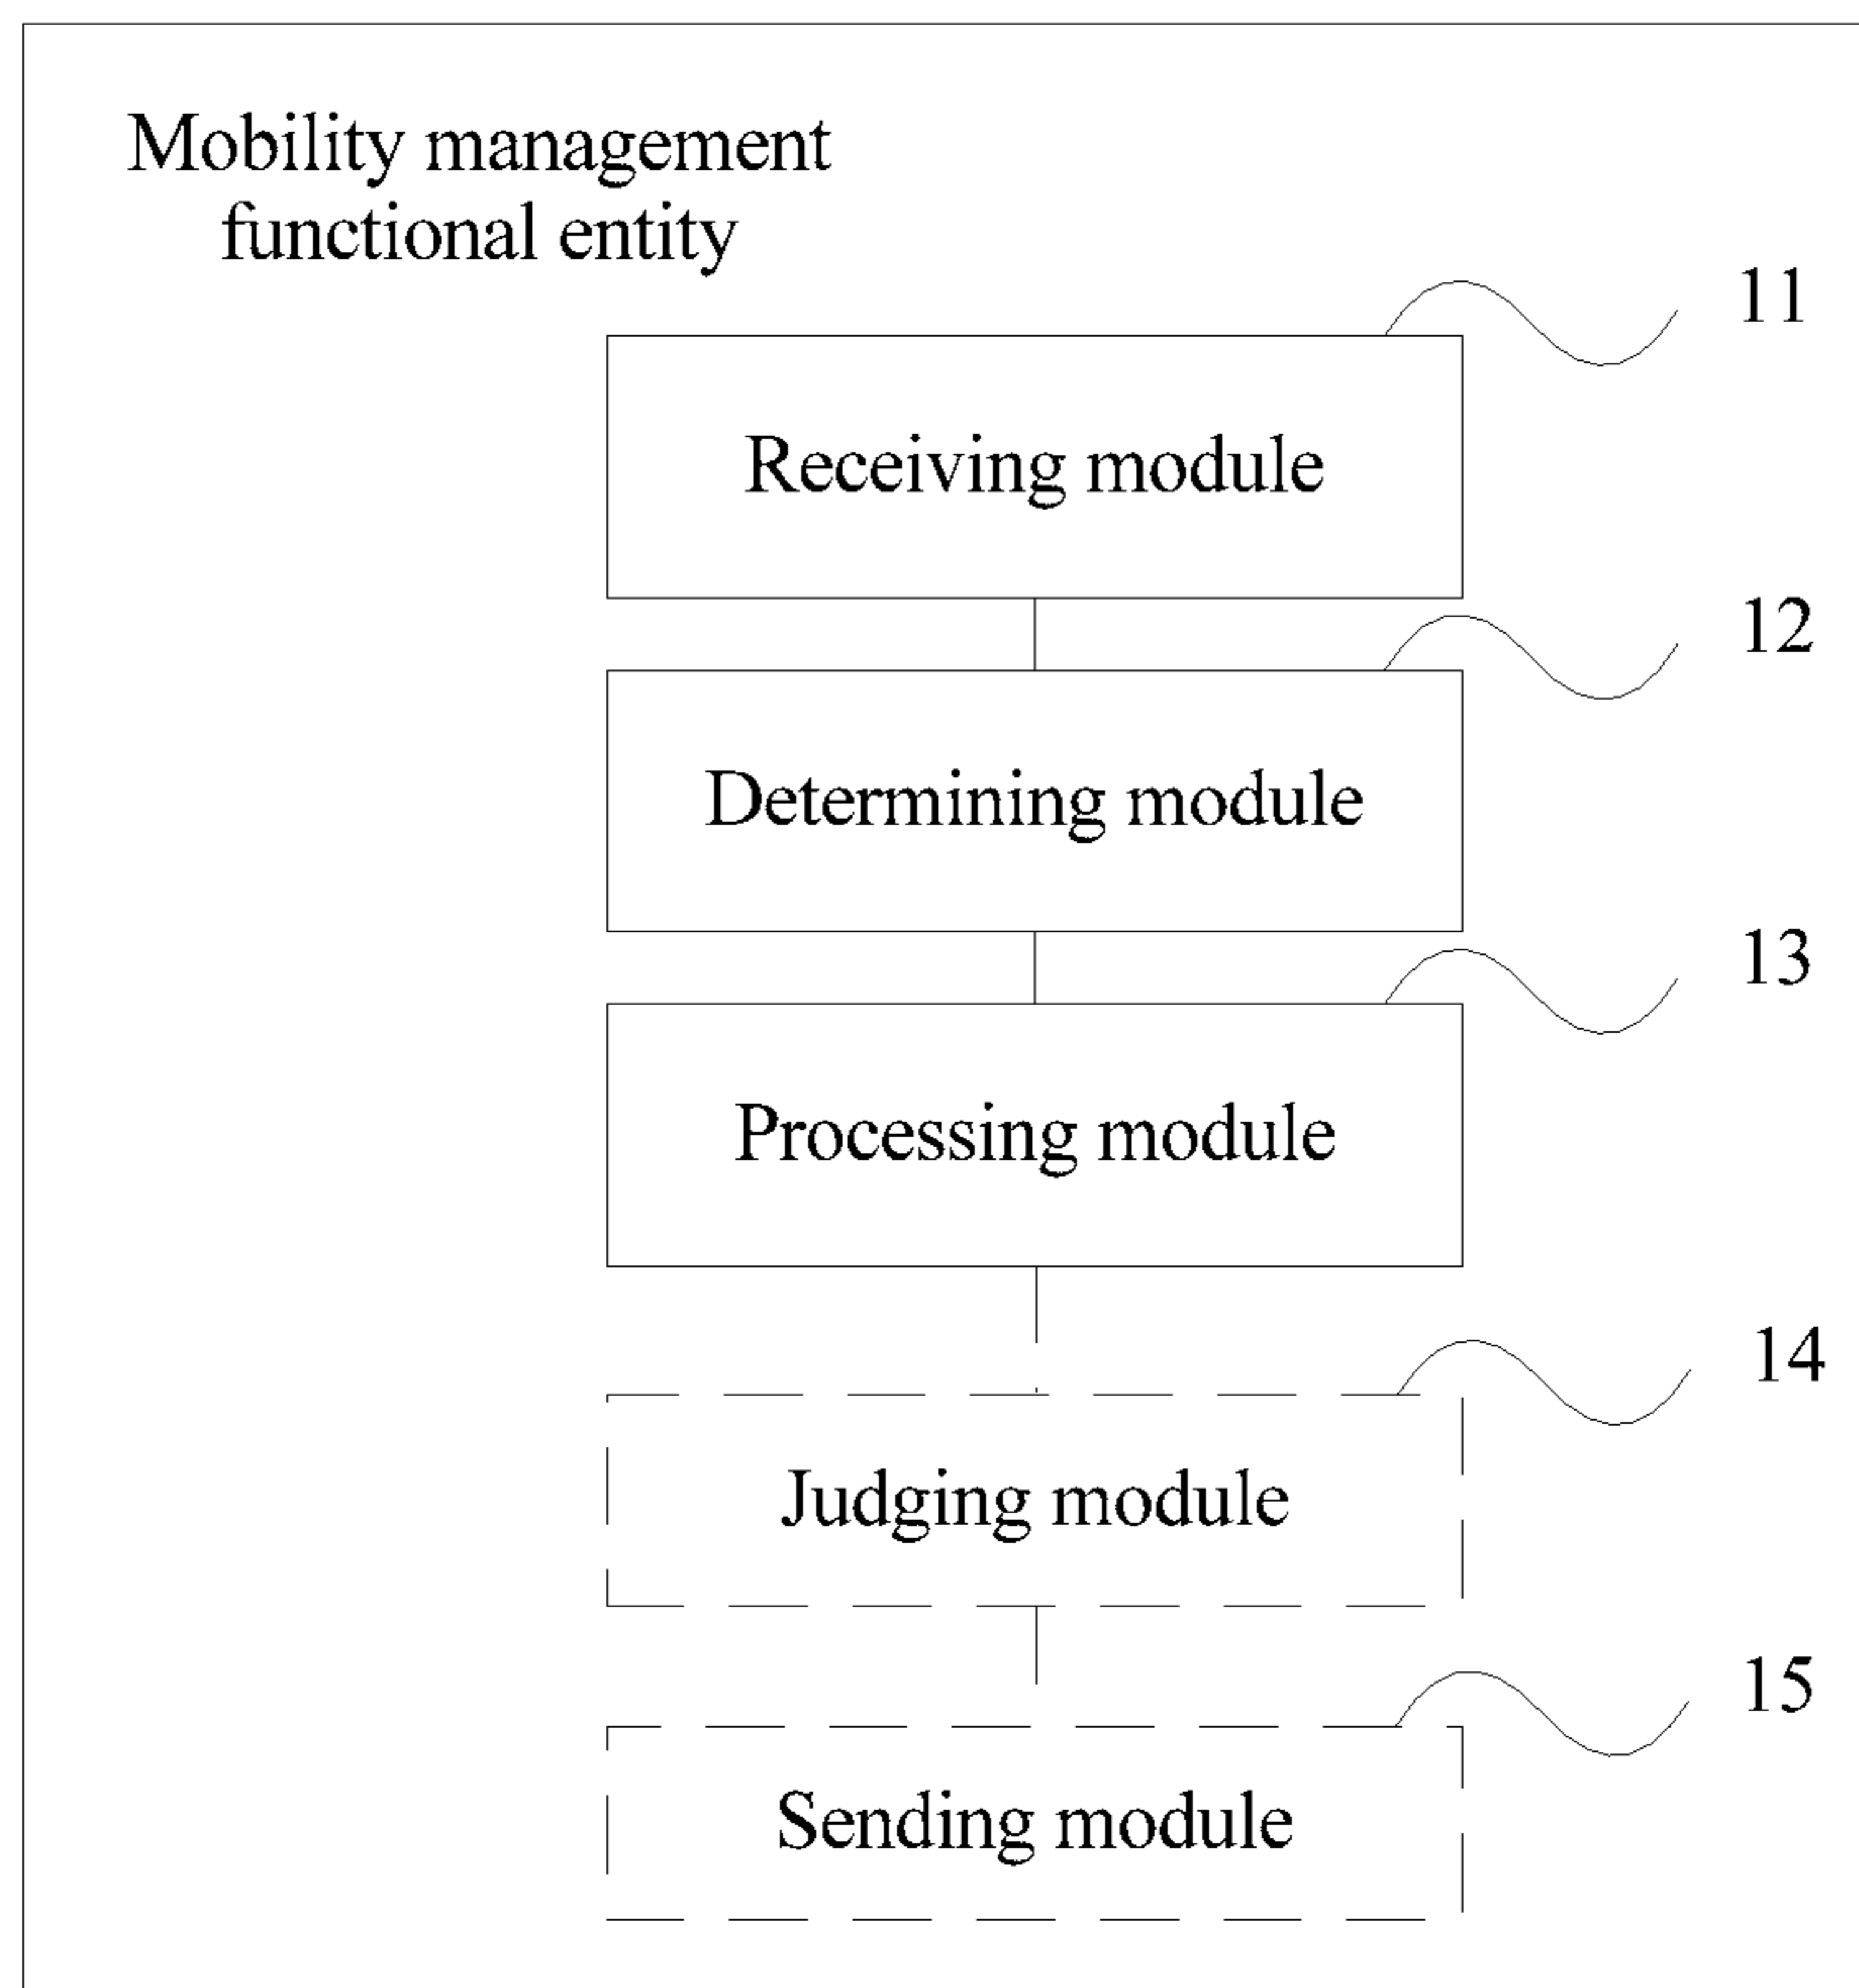 Mobility management
functional entity
11
Receiving module
12
Determining module
13
Processing module
14
Judging module
15
Sending module